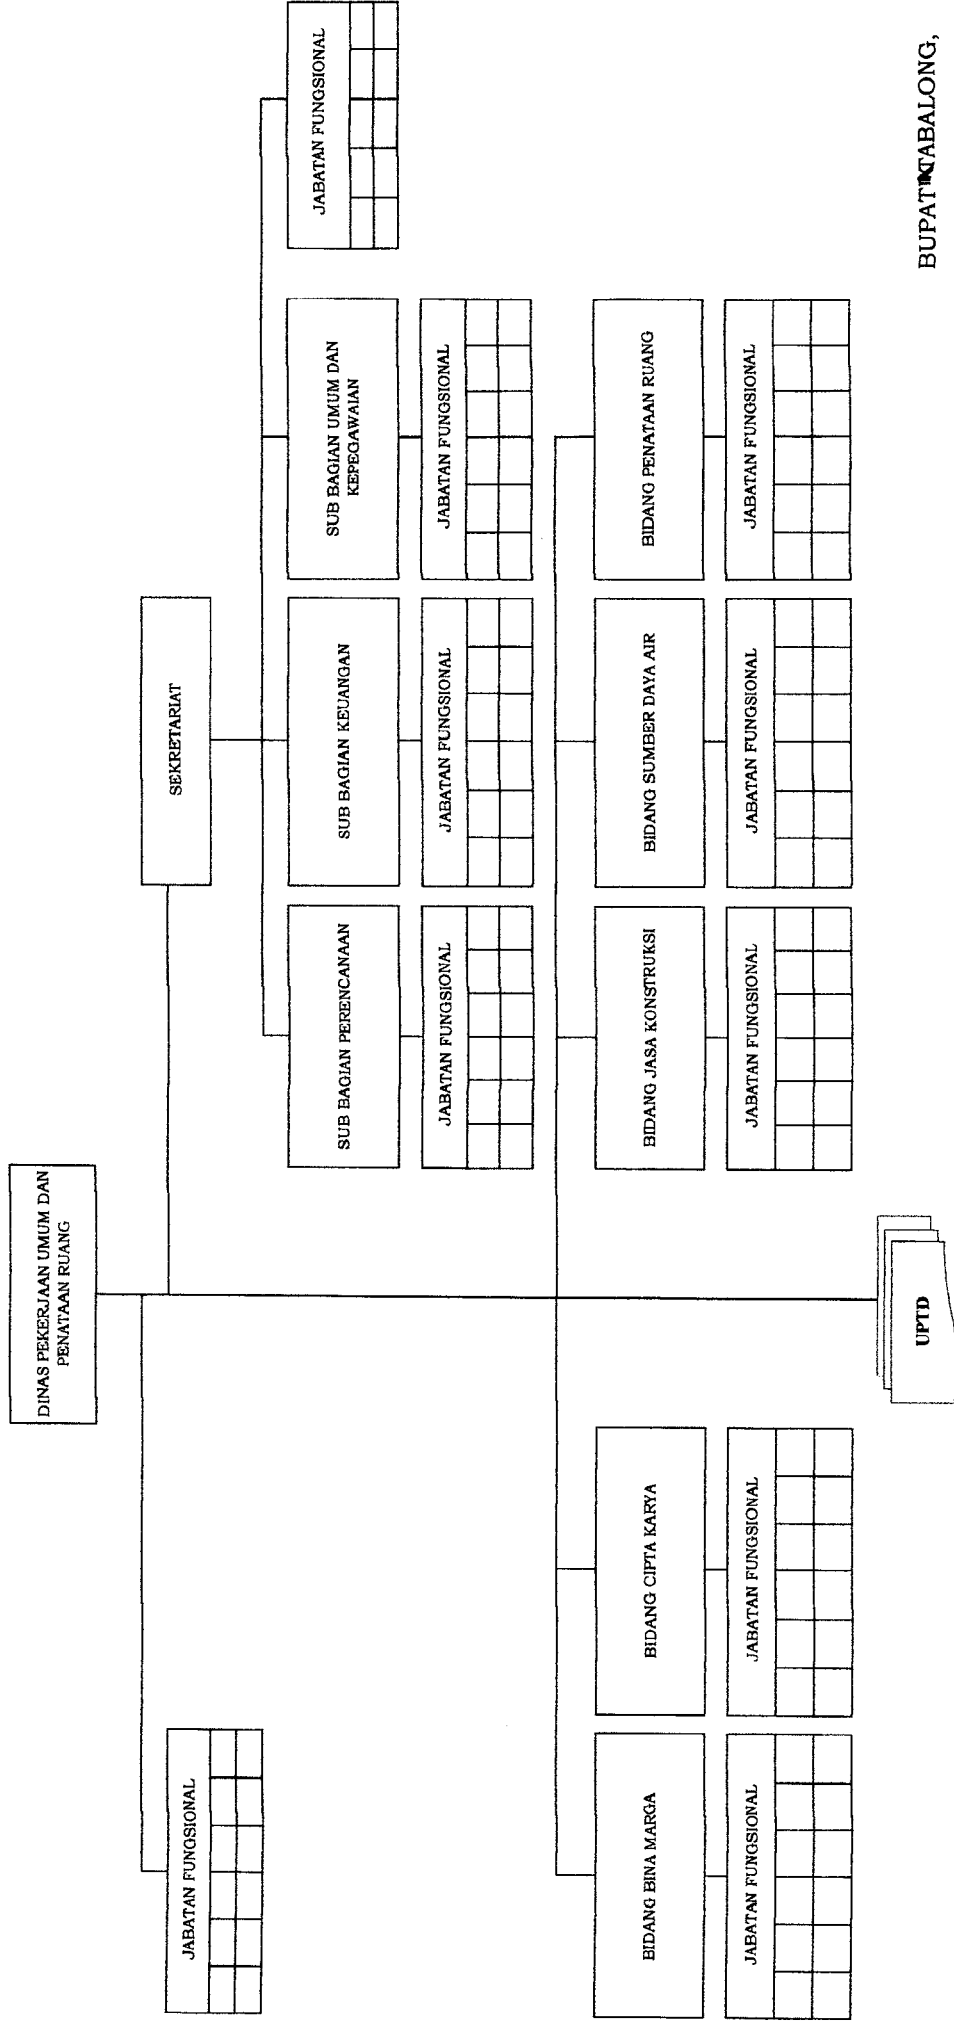 DINAS PEKERJAAN UMUM DAN
PENATAAN RUANG
JABATAN FUNGSIONAL
SEKRETARIAT
SUB BAGIAN PERENCANAAN
SUB BAGIAN KEUANGAN
SUB BAGIAN UMUM DAN
KEPEGAWAIAN
JABATAN FUNGSIONAL
JABATAN FUNGSIONAL
JABATAN FUNGSIONAL
JABATAN FUNGSIONAL
BIDANG BINA MARGA
BIDANG CIPTA KARYA
BIDANG JASA KONSTRUKSI
BIDANG SUMBER DAYA AIR
BIDANG PENATAAN RUANG
JABATAN FUNGSIONAL
JABATAN FUNGSIONAL
JABATAN FUNGSIONAL
JABATAN FUNGSIONAL
JABATAN FUNGSIONAL
UPTD
BUPATI TABALONG,